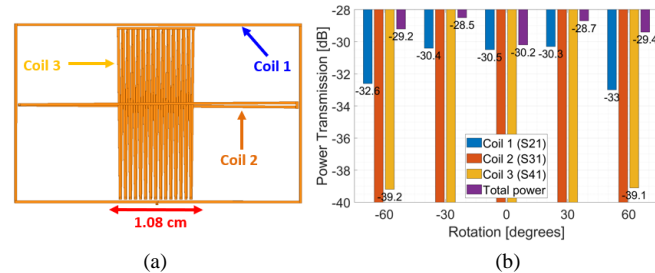 Coil 3
Coil 1
Coil 2
1.08 cm
(a)
Power Transmission [dB]
-28
-30
-32
-34
-36
-38
-40
-32.6
-39.2
-29.2
-30.4
-28.5
-30.5
-30.2
-30.3
-28.7
-33
-39.1
-29.4
Coil 1 (S21)
Coil 2 (S31)
Coil 3 (S41)
Total power
-60
-30
0
30
60
Rotation [degrees]
(b)